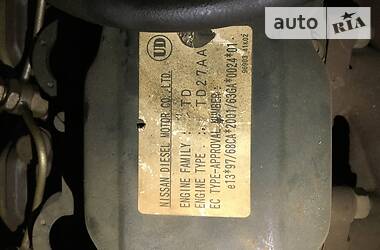 auto
RIA
UD
NISSAN DIESEL MOTOR CO.,LTD.
ENGINE FAMILY : TD
ENGINE TYPE : TD27AA
EC TYPE-APPROVAL NUMBER :
e13*97/68CA*2001/63GA*0024*01